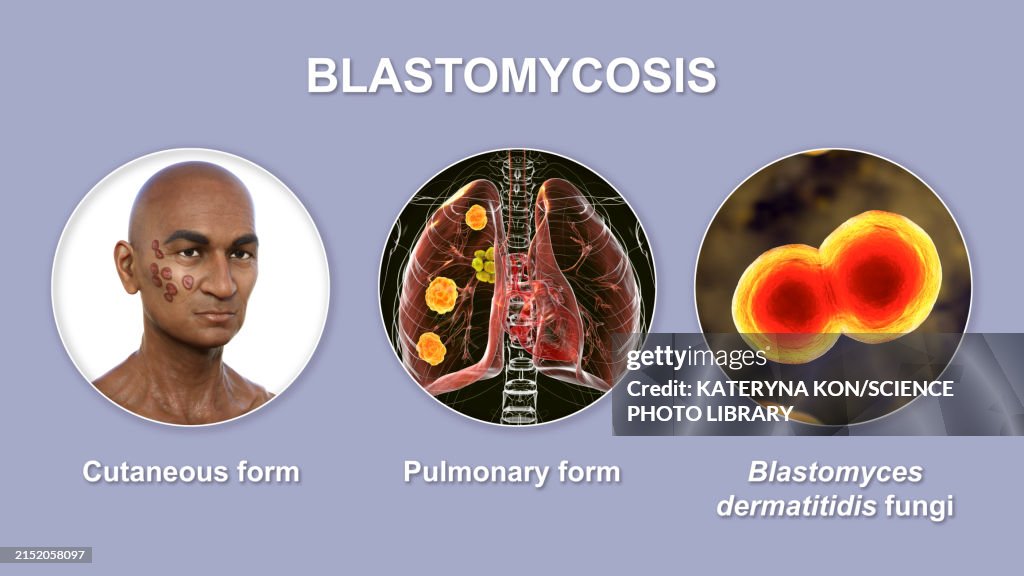 BLASTOMYCOSIS
gettyimages®
Credit: KATERYNA KON/SCIENCE
PHOTO LIBRARY
Cutaneous form
Pulmonary form
Blastomyces
dermatitidis fungi
2152058097